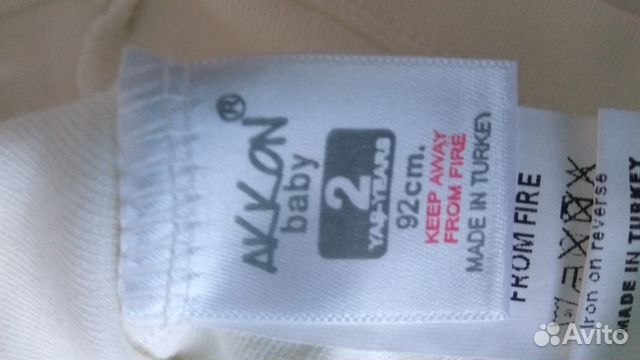 AKKON®
baby
2
YAŞ-YEARS
92cm.
KEEP AWAY
FROM FIRE
MADE IN TURKEY
FROM FIRE
Iron on reverse
MADE IN TURKEY
Avito